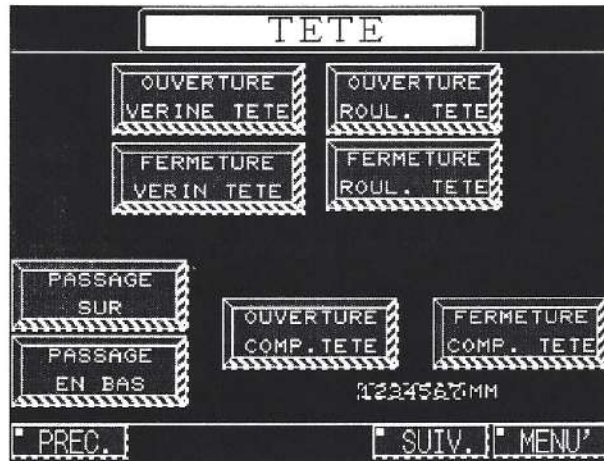 TETE
OUVERTURE
VERINE TETE
OUVERTURE
ROUL. TETE
FERMETURE
VERIN TETE
FERMETURE
ROUL. TETE
PASSAGE
SUR
OUVERTURE
COMP.TETE
FERMETURE
COMP. TETE
PASSAGE
EN BAS
1234567MM
PREC.
SUIV.
MENU'